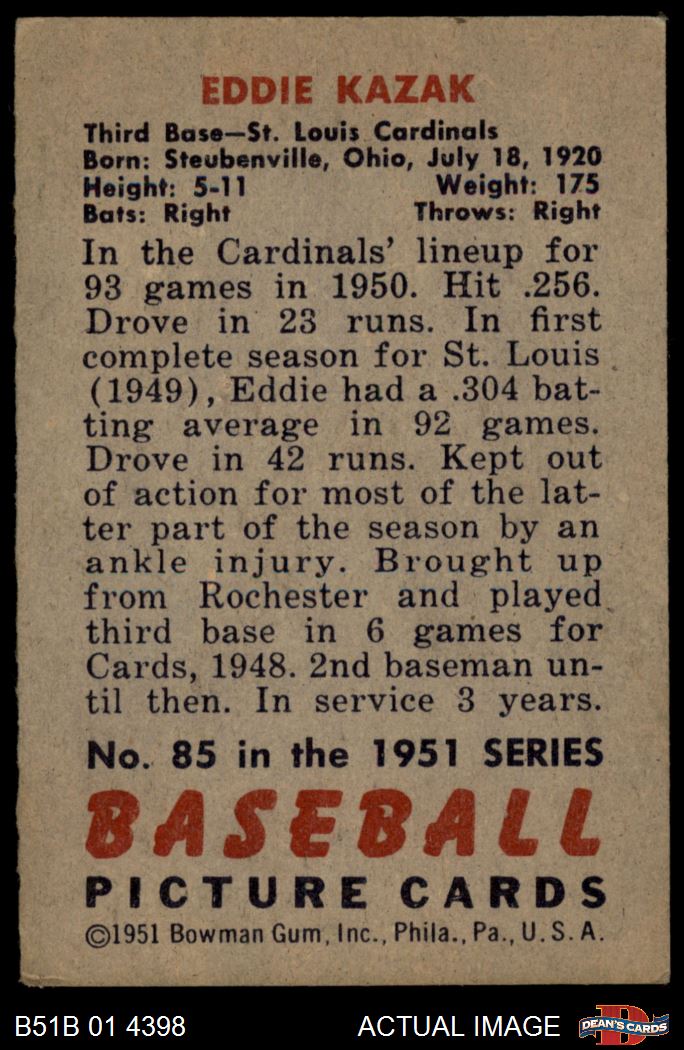 EDDIE KAZAK
Third Base—St. Louis Cardinals
Born: Steubenville, Ohio, July 18, 1920
Height: 5-11 Weight: 175
Bats: Right Throws: Right
In the Cardinals' lineup for
93 games in 1950. Hit .256.
Drove in 23 runs. In first
complete season for St. Louis
(1949), Eddie had a .304 bat-
ting average in 92 games.
Drove in 42 runs. Kept out
of action for most of the lat-
ter part of the season by an
ankle injury. Brought up
from Rochester and played
third base in 6 games for
Cards, 1948. 2nd baseman un-
til then. In service 3 years.
No. 85 in the 1951 SERIES
BASEBALL
PICTURE CARDS
©1951 Bowman Gum, Inc., Phila., Pa., U.S.A.
B51B 01 4398 ACTUAL IMAGE D DEAN'S CARDS